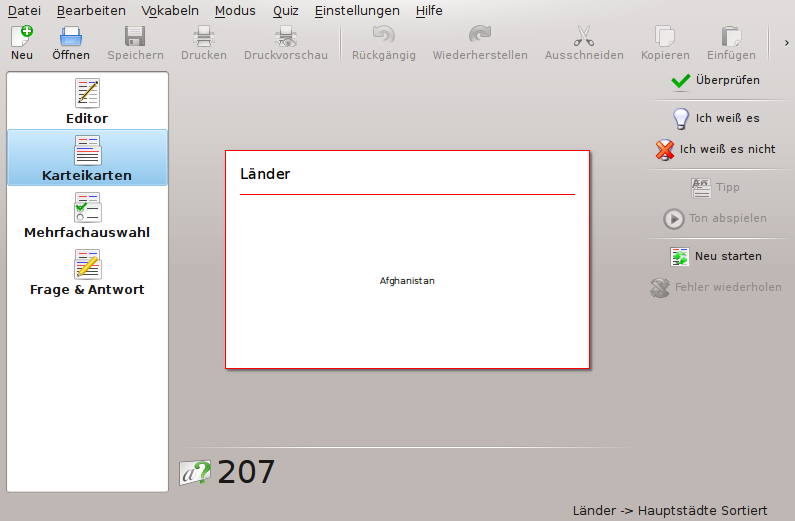 Datei Bearbeiten Vokabeln Modus Quiz Einstellungen Hilfe
Neu Öffnen Speichern Drucken Druckvorschau Rückgängig Wiederherstellen Ausschneiden Kopieren Einfügen
Editor
Karteikarten
Mehrfachauswahl
Frage & Antwort
Länder
Afghanistan
Überprüfen
Ich weiß es
Ich weiß es nicht
Tipp
Ton abspielen
Neu starten
Fehler wiederholen
207
Länder -> Hauptstädte Sortiert